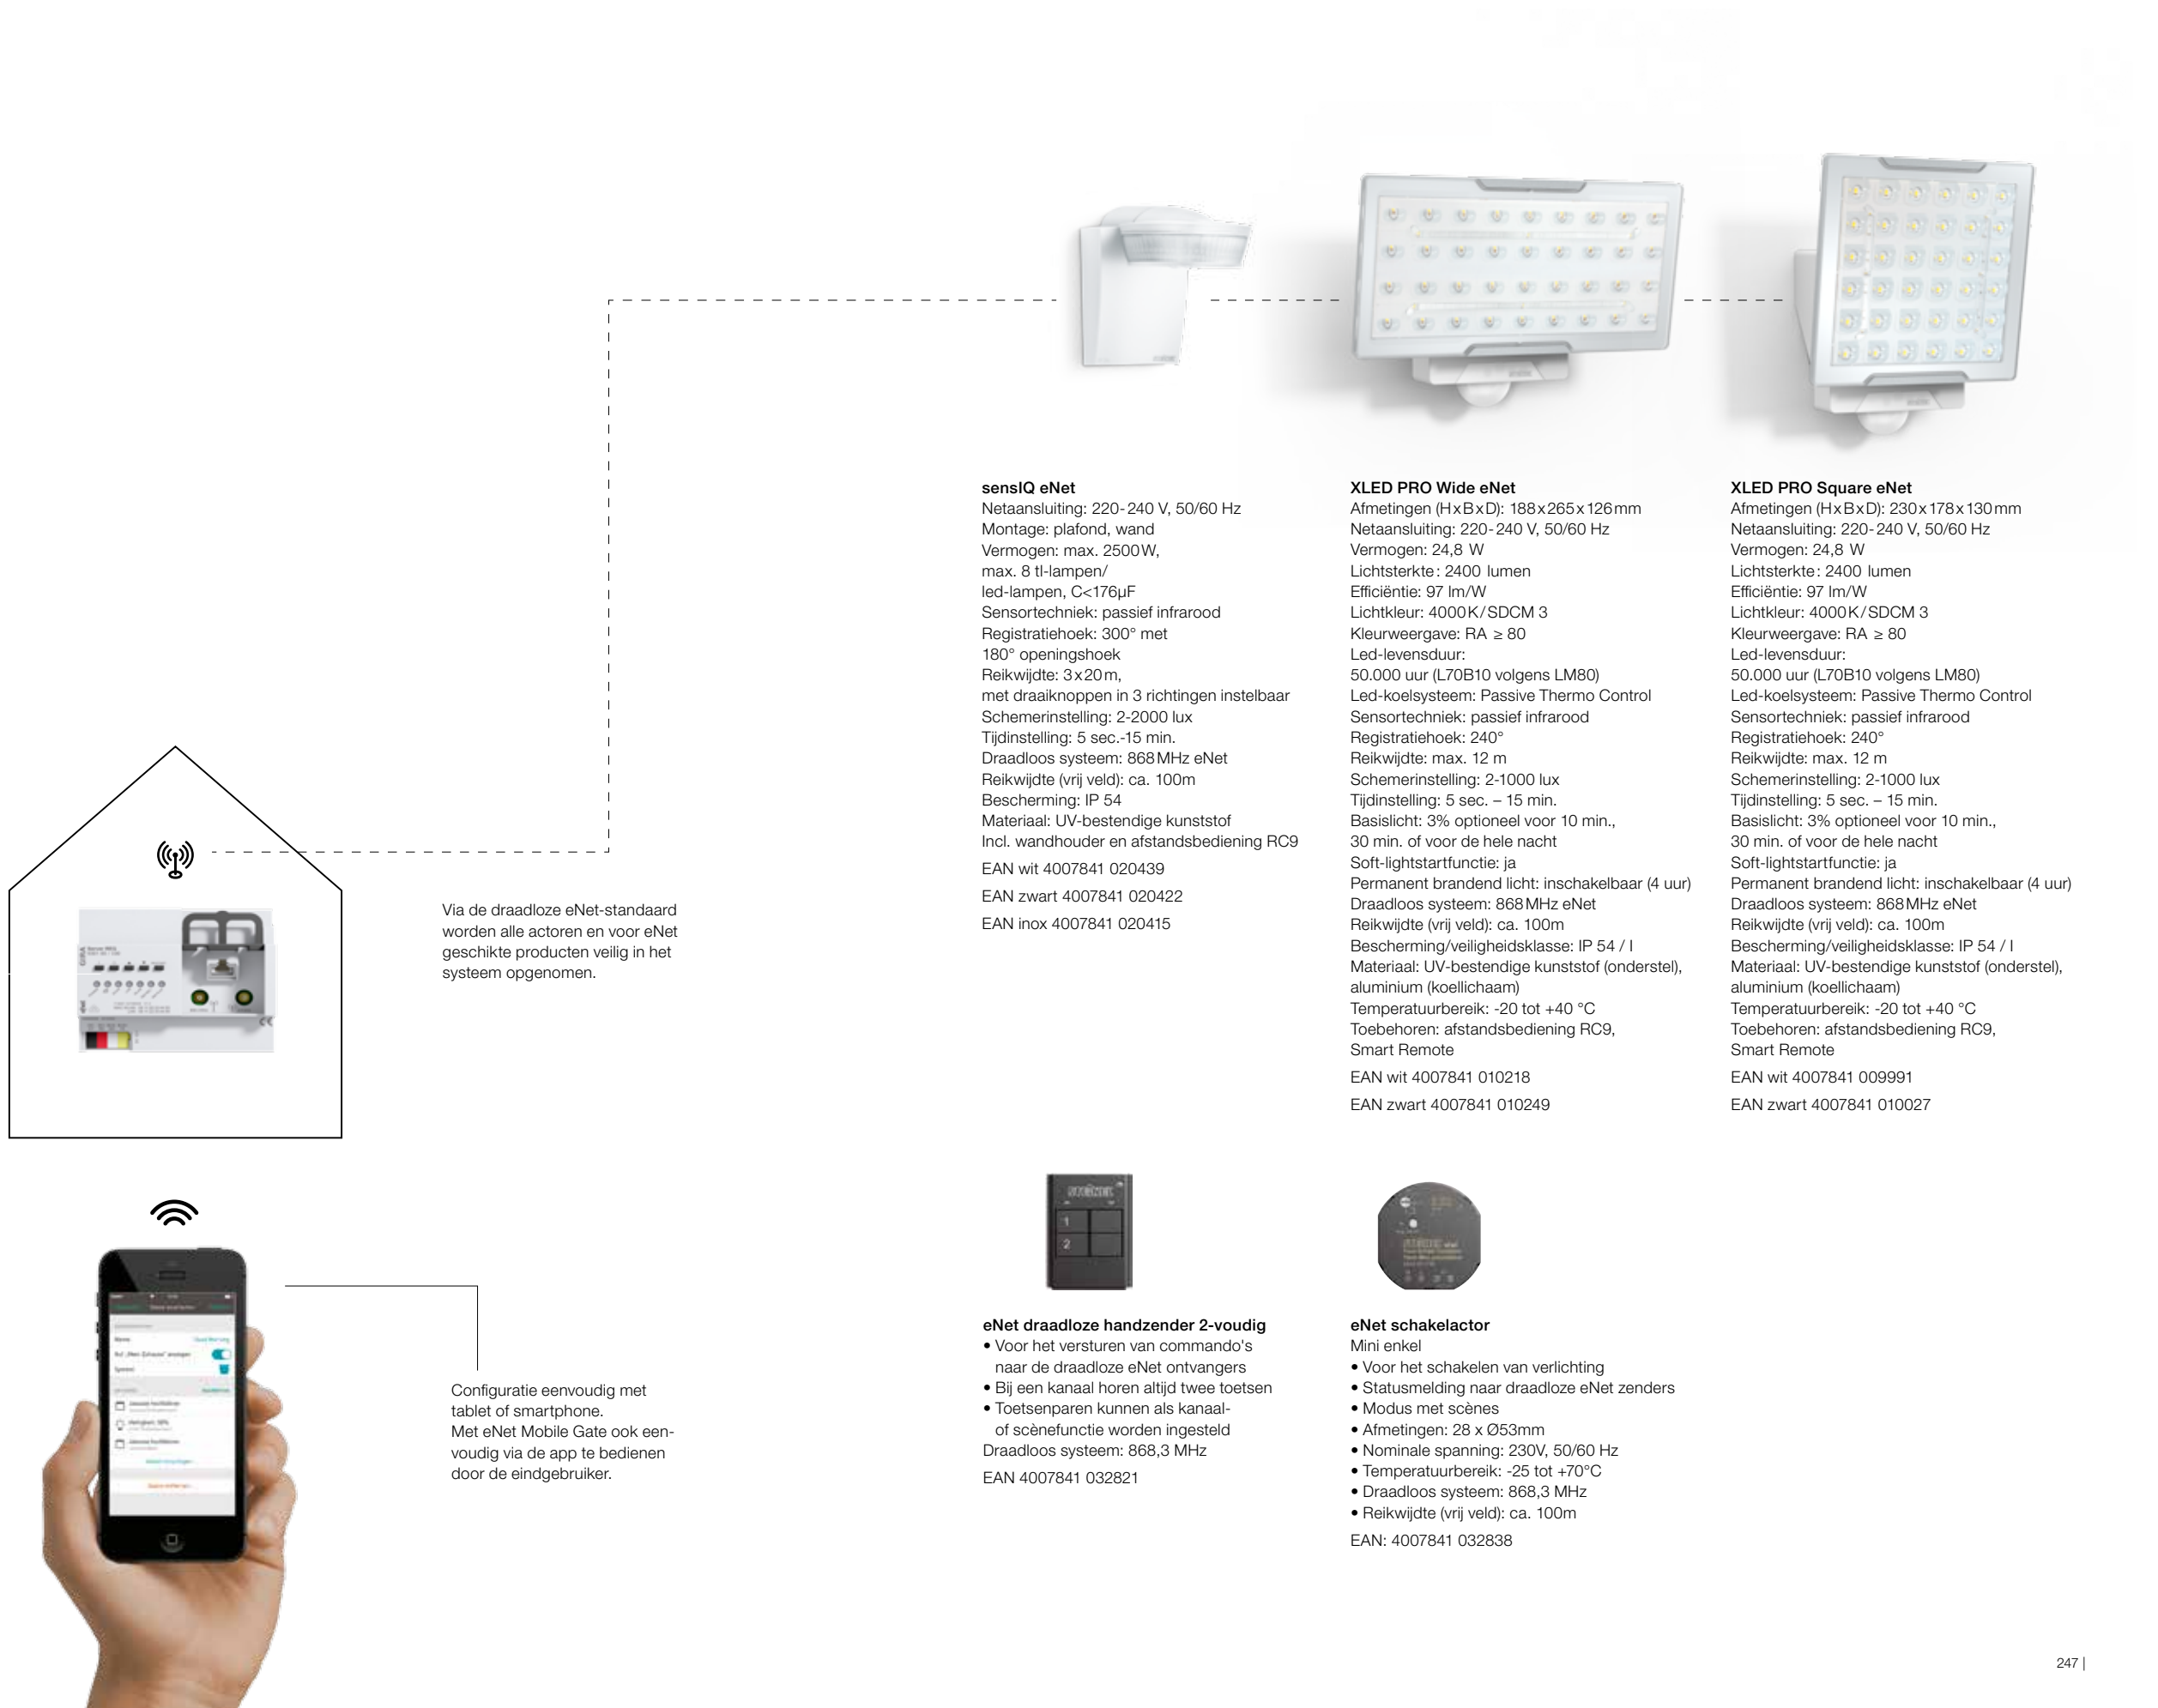 sensIQ eNet
Netaansluiting: 220-240 V, 50/60 Hz
Montage: plafond, wand
Vermogen: max. 2500W,
max. 8 tl-lampen/
led-lampen, C<176µF
Sensortechniek: passief infrarood
Registratiehoek: 300° met
180° openingshoek
Reikwijdte: 3x20m,
met draaiknoppen in 3 richtingen instelbaar
Schemerinstelling: 2-2000 lux
Tijdinstelling: 5 sec.-15 min.
Draadloos systeem: 868MHz eNet
Reikwijdte (vrij veld): ca. 100m
Bescherming: IP 54
Materiaal: UV-bestendige kunststof
Incl. wandhouder en afstandsbediening RC9
EAN wit 4007841 020439
EAN zwart 4007841 020422
EAN inox 4007841 020415
XLED PRO Wide eNet
Afmetingen (HxBxD): 188x265x126mm
Netaansluiting: 220-240 V, 50/60 Hz
Vermogen: 24,8 W
Lichtsterkte: 2400 lumen
Efficiëntie: 97 lm/W
Lichtkleur: 4000K/SDCM 3
Kleurweergave: RA ≥ 80
Led-levensduur:
50.000 uur (L70B10 volgens LM80)
Led-koelsysteem: Passive Thermo Control
Sensortechniek: passief infrarood
Registratiehoek: 240°
Reikwijdte: max. 12 m
Schemerinstelling: 2-1000 lux
Tijdinstelling: 5 sec. – 15 min.
Basislicht: 3% optioneel voor 10 min.,
30 min. of voor de hele nacht
Soft-lightstartfunctie: ja
Permanent brandend licht: inschakelbaar (4 uur)
Draadloos systeem: 868MHz eNet
Reikwijdte (vrij veld): ca. 100m
Bescherming/veiligheidsklasse: IP 54 / I
Materiaal: UV-bestendige kunststof (onderstel),
aluminium (koellichaam)
Temperatuurbereik: -20 tot +40 °C
Toebehoren: afstandsbediening RC9,
Smart Remote
EAN wit 4007841 010218
EAN zwart 4007841 010249
XLED PRO Square eNet
Afmetingen (HxBxD): 230x178x130mm
Netaansluiting: 220-240 V, 50/60 Hz
Vermogen: 24,8 W
Lichtsterkte: 2400 lumen
Efficiëntie: 97 lm/W
Lichtkleur: 4000K/SDCM 3
Kleurweergave: RA ≥ 80
Led-levensduur:
50.000 uur (L70B10 volgens LM80)
Led-koelsysteem: Passive Thermo Control
Sensortechniek: passief infrarood
Registratiehoek: 240°
Reikwijdte: max. 12 m
Schemerinstelling: 2-1000 lux
Tijdinstelling: 5 sec. – 15 min.
Basislicht: 3% optioneel voor 10 min.,
30 min. of voor de hele nacht
Soft-lightstartfunctie: ja
Permanent brandend licht: inschakelbaar (4 uur)
Draadloos systeem: 868MHz eNet
Reikwijdte (vrij veld): ca. 100m
Bescherming/veiligheidsklasse: IP 54 / I
Materiaal: UV-bestendige kunststof (onderstel),
aluminium (koellichaam)
Temperatuurbereik: -20 tot +40 °C
Toebehoren: afstandsbediening RC9,
Smart Remote
EAN wit 4007841 009991
EAN zwart 4007841 010027
Via de draadloze eNet-standaard
worden alle actoren en voor eNet
geschikte producten veilig in het
systeem opgenomen.
Configuratie eenvoudig met
tablet of smartphone.
Met eNet Mobile Gate ook een-
voudig via de app te bedienen
door de eindgebruiker.
STEINEL
1
2
eNet draadloze handzender 2-voudig
• Voor het versturen van commando's
naar de draadloze eNet ontvangers
• Bij een kanaal horen altijd twee toetsen
• Toetsenparen kunnen als kanaal-
of scènefunctie worden ingesteld
Draadloos systeem: 868,3 MHz
EAN 4007841 032821
eNet schakelactor
Mini enkel
• Voor het schakelen van verlichting
• Statusmelding naar draadloze eNet zenders
• Modus met scènes
• Afmetingen: 28 x Ø53mm
• Nominale spanning: 230V, 50/60 Hz
• Temperatuurbereik: -25 tot +70°C
• Draadloos systeem: 868,3 MHz
• Reikwijdte (vrij veld): ca. 100m
EAN: 4007841 032838
247 |